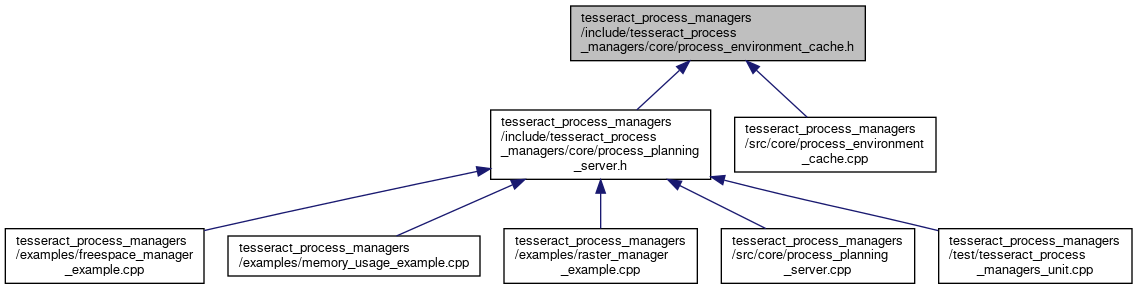 tesseract_process_managers
/include/tesseract_process
_managers/core/process_environment_cache.h
tesseract_process_managers
/include/tesseract_process
_managers/core/process_planning
_server.h
tesseract_process_managers
/src/core/process_environment
_cache.cpp
tesseract_process_managers
/examples/freespace_manager
_example.cpp
tesseract_process_managers
/examples/memory_usage_example.cpp
tesseract_process_managers
/examples/raster_manager
_example.cpp
tesseract_process_managers
/src/core/process_planning
_server.cpp
tesseract_process_managers
/test/tesseract_process
_managers_unit.cpp